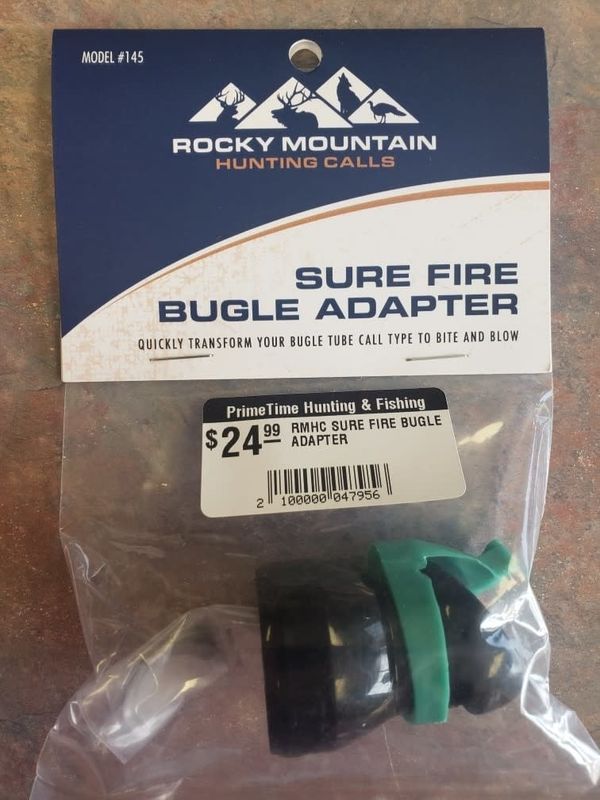 MODEL #145
ROCKY MOUNTAIN
HUNTING CALLS
SURE FIRE
BUGLE ADAPTER
QUICKLY TRANSFORM YOUR BUGLE TUBE CALL TYPE TO BITE AND BLOW
PrimeTime Hunting & Fishing
$24.99 RMHC SURE FIRE BUGLE
ADAPTER
2 100000 047956